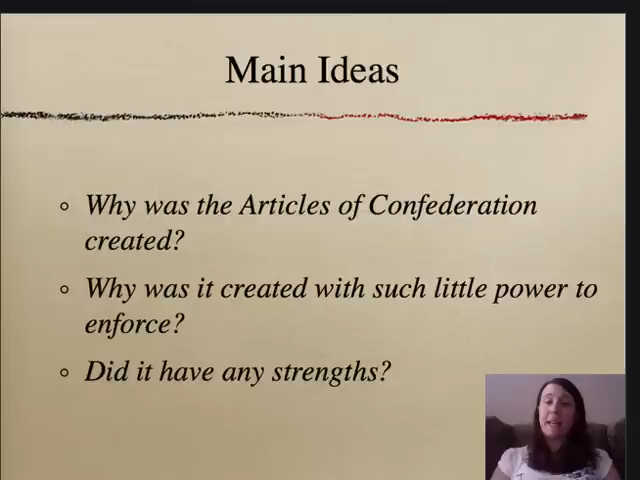 Main Ideas
Why was the Articles of Confederation
created?
Why was it created with such little power to
enforce?
Did it have any strengths?